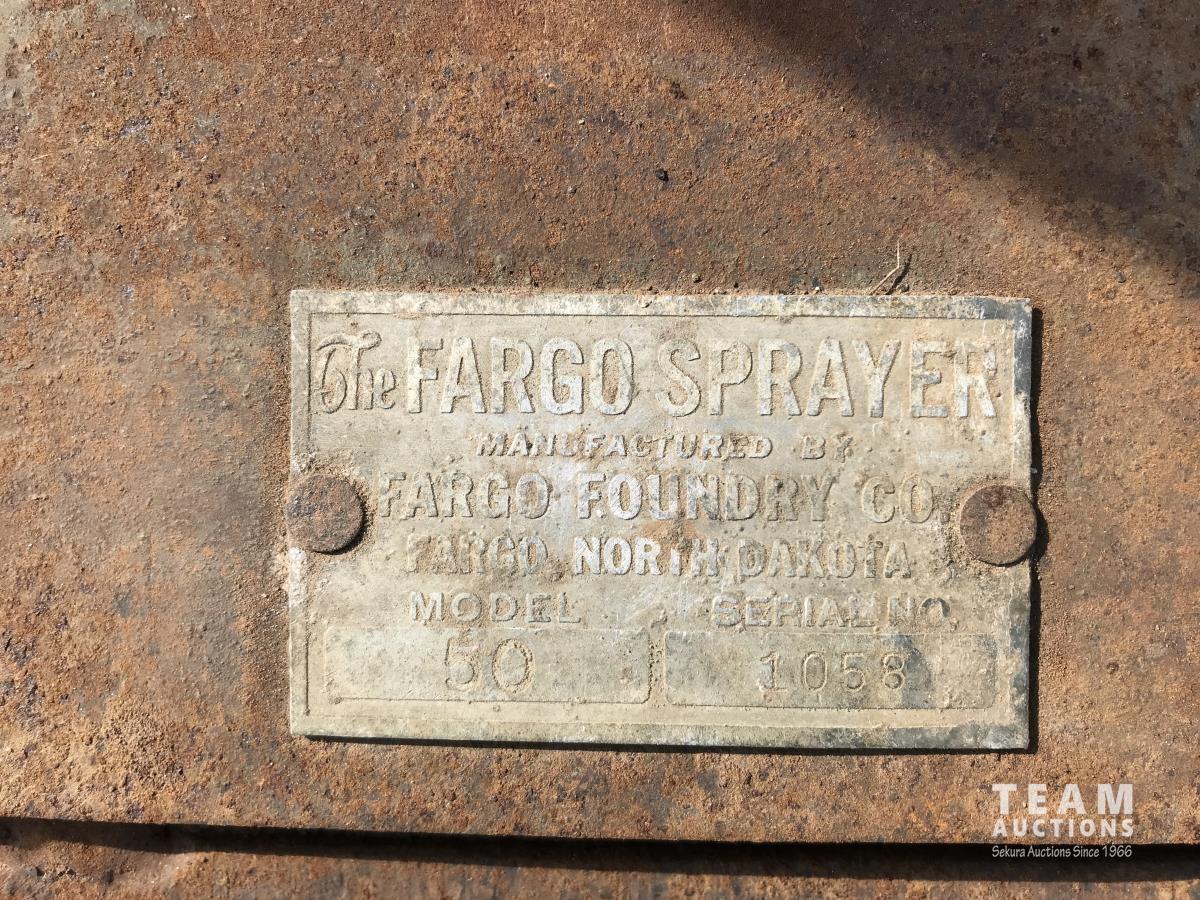 The FARGO SPRAYER
MANUFACTURED BY
FARGO FOUNDRY CO.
FARGO, NORTH DAKOTA
MODEL SERIAL NO.
50 1058
TEAM
AUCTIONS
Sekura Auctions Since 1966